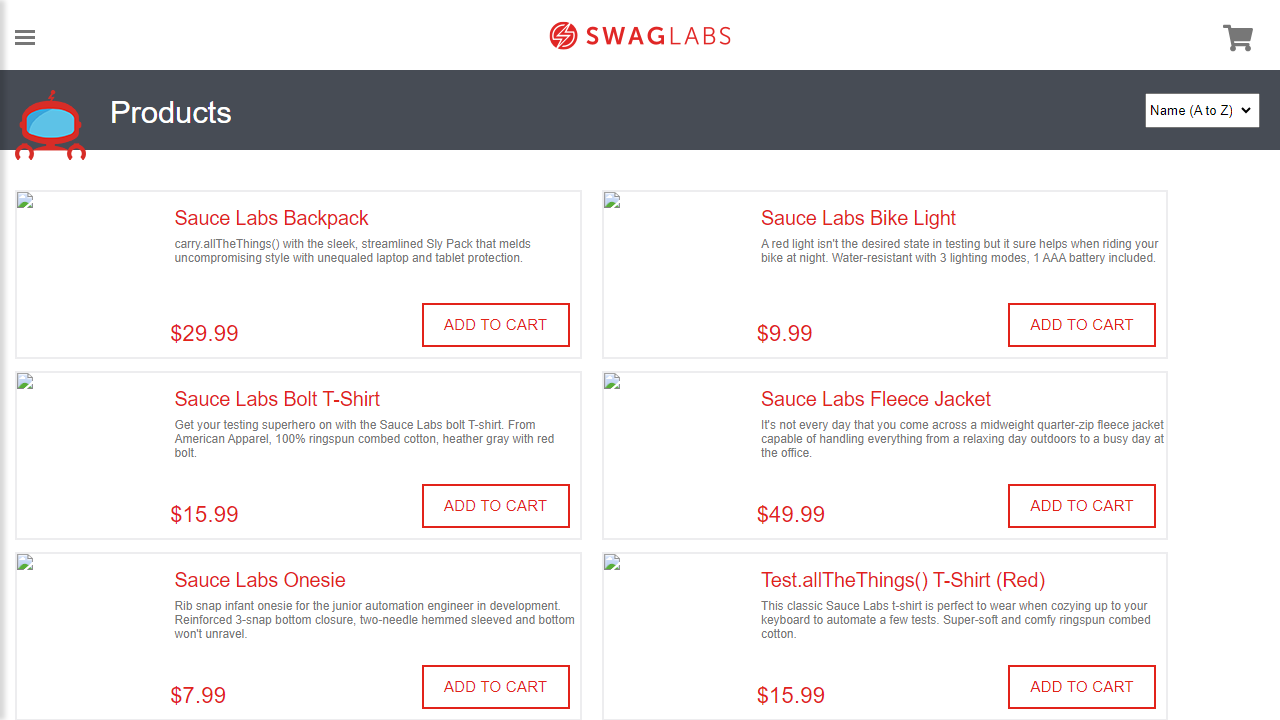 SWAGLABS
Products
Name (A to Z)
Sauce Labs Backpack
carry.allTheThings() with the sleek, streamlined Sly Pack that melds
uncompromising style with unequaled laptop and tablet protection.
$29.99
ADD TO CART
Sauce Labs Bike Light
A red light isn't the desired state in testing but it sure helps when riding your
bike at night. Water-resistant with 3 lighting modes, 1 AAA battery included.
$9.99
ADD TO CART
Sauce Labs Bolt T-Shirt
Get your testing superhero on with the Sauce Labs bolt T-shirt. From
American Apparel, 100% ringspun combed cotton, heather gray with red
bolt.
$15.99
ADD TO CART
Sauce Labs Fleece Jacket
It's not every day that you come across a midweight quarter-zip fleece jacket
capable of handling everything from a relaxing day outdoors to a busy day at
the office.
$49.99
ADD TO CART
Sauce Labs Onesie
Rib snap infant onesie for the junior automation engineer in development.
Reinforced 3-snap bottom closure, two-needle hemmed sleeved and bottom
won't unravel.
$7.99
ADD TO CART
Test.allTheThings() T-Shirt (Red)
This classic Sauce Labs t-shirt is perfect to wear when cozying up to your
keyboard to automate a few tests. Super-soft and comfy ringspun combed
cotton.
$15.99
ADD TO CART